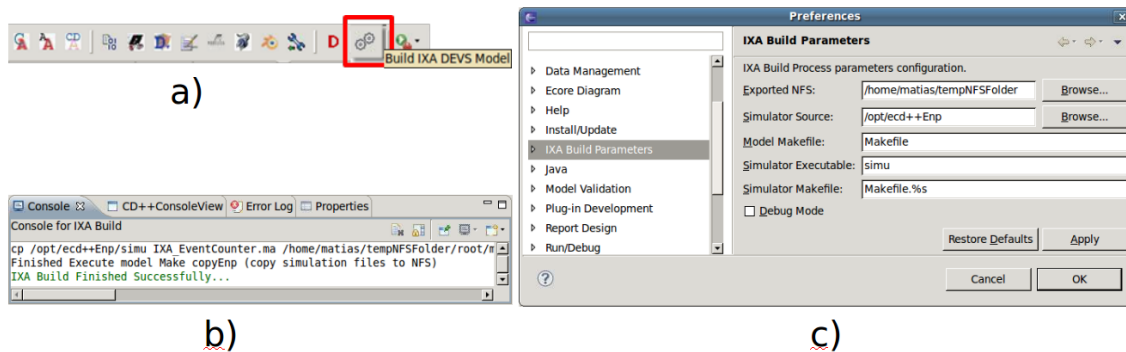 Build IXA DEVS Model
a)
Console
CD++ConsoleView
Error Log
Properties
Console for IXA Build
cp /opt/ecd++Enp/simu IXA_EventCounter.ma /home/matias/tempNFSFolder/root/
Finished Execute model Make copyEnp (copy simulation files to NFS)
IXA Build Finished Successfully...
b)
Preferences
Data Management
Ecore Diagram
Help
Install/Update
IXA Build Parameters
Java
Model Validation
Plug-in Development
Report Design
Run/Debug
IXA Build Parameters
IXA Build Process parameters configuration.
Exported NFS: /home/matias/tempNFSFolder Browse...
Simulator Source: /opt/ecd++Enp Browse...
Model Makefile: Makefile
Simulator Executable: simu
Simulator Makefile: Makefile.%s
Debug Mode
Restore Defaults Apply
Cancel OK
c)